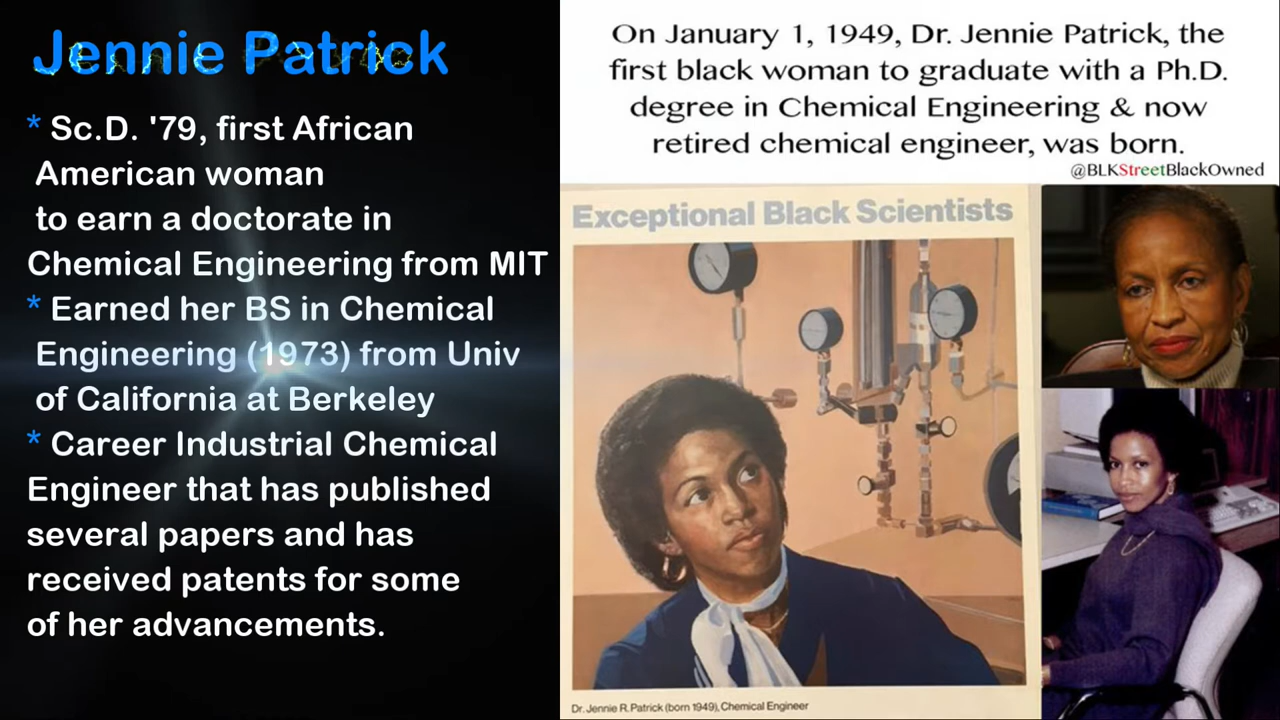 Jennie Patrick
* Sc.D. '79, first African
American woman
to earn a doctorate in
Chemical Engineering from MIT
* Earned her BS in Chemical
Engineering (1973) from Univ
of California at Berkeley
* Career Industrial Chemical
Engineer that has published
several papers and has
received patents for some
of her advancements.
On January 1, 1949, Dr. Jennie Patrick, the
first black woman to graduate with a Ph.D.
degree in Chemical Engineering & now
retired chemical engineer, was born.
@BLKStreetBlackOwned
Exceptional Black Scientists
Dr. Jennie R. Patrick (born 1949), Chemical Engineer